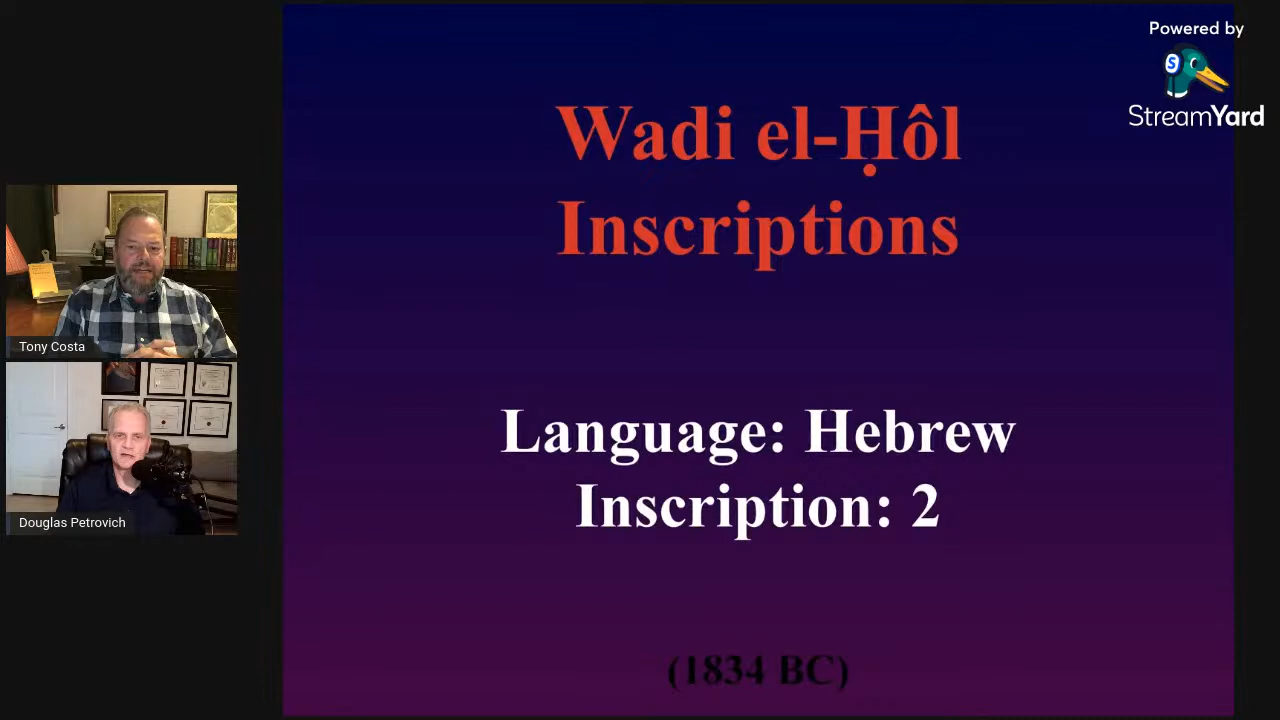 Powered by
StreamYard
Wadi el-Ḥôl
Inscriptions
Language: Hebrew
Inscription: 2
(1834 BC)
Tony Costa
Douglas Petrovich